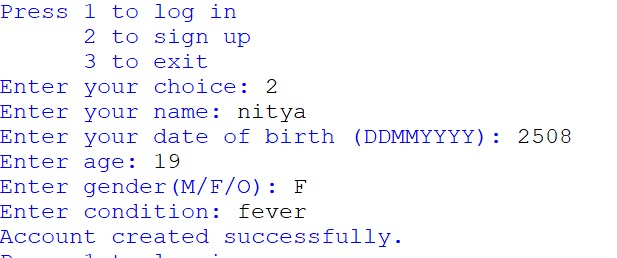 Press 1 to log in
2 to sign up
3 to exit
Enter your choice: 2
Enter your name: nitya
Enter your date of birth (DDMMYYYY): 2508
Enter age: 19
Enter gender(M/F/O): F
Enter condition: fever
Account created successfully.